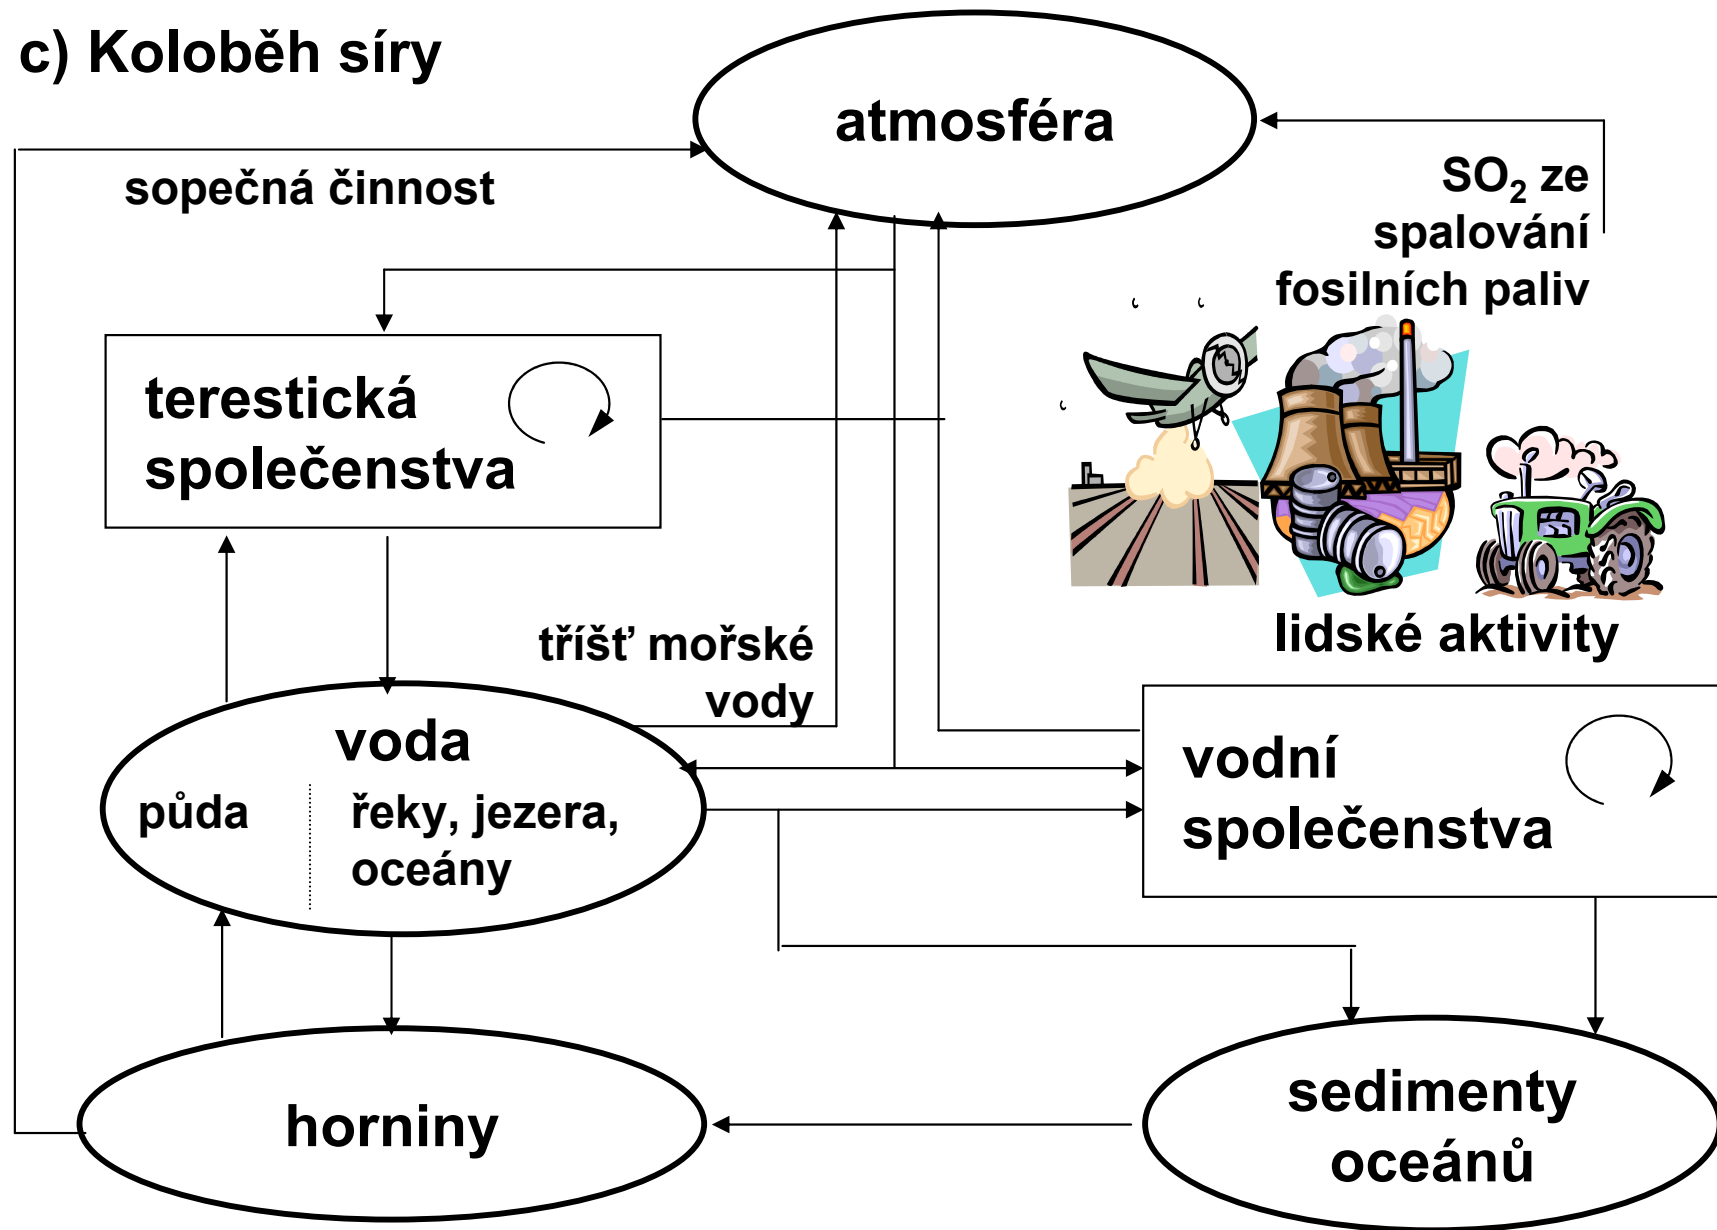 c) Koloběh síry
atmosféra
sopečná činnost
SO₂ ze
spalování
fosilních paliv
terestická
společenstva
lidské aktivity
tříšť mořské
vody
voda
půda
řeky, jezera,
oceány
vodní
společenstva
horniny
sedimenty
oceánů